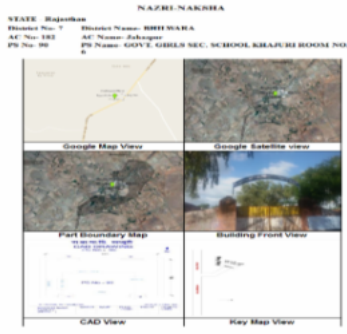 NAZRI-NAKSHA
STATE Rajasthan
District No- 7 District Name- BHILWARA
AC No- 182 AC Name- Jahazpur
PS No- 90 PS Name- GOVT. GIRLS SEC. SCHOOL KHAJURI ROOM NO.
6
Google Map View
Google Satellite view
Part Boundary Map
Building Front View
CAD View
Key Map View